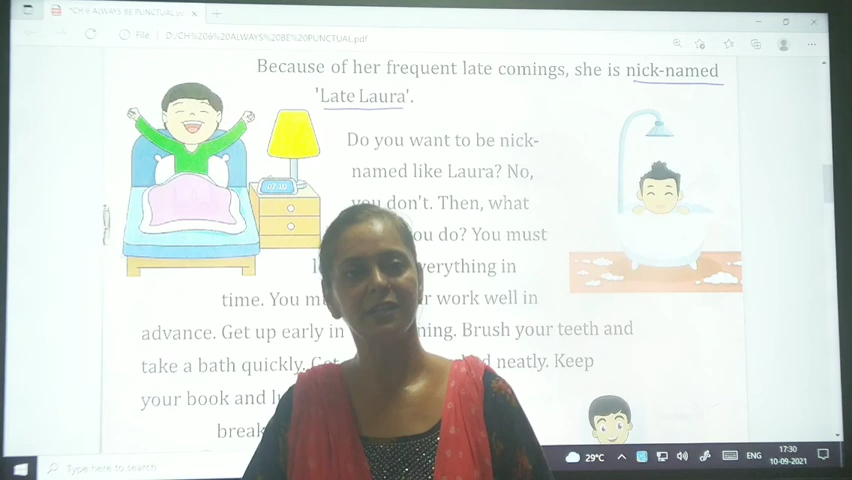 *CH 6 ALWAYS BE PUNCTUAL
File
D:/CH%206%20ALWAYS%20BE%20PUNCTUAL.pdf
Because of her frequent late comings, she is nick-named
'Late Laura'.
Do you want to be nick-
named like Laura? No,
you don't. Then, what
you do? You must
everything in
time. You work well in
advance. Get up early in Brush your teeth and
take a bath quickly. neatly. Keep
your book and
07:10
Type here to search
29°C
ENG
17:30
10-09-2021